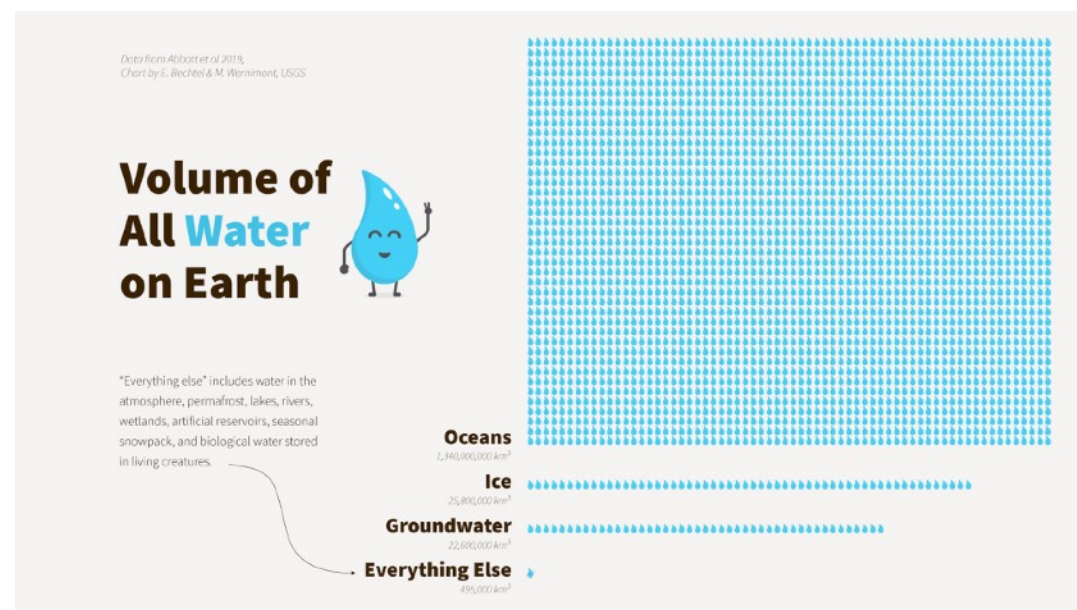 Data from Abbott et al 2019,
Chart by E. Bechtel & M. Wernimont, USGS
Volume of
All Water
on Earth
"Everything else" includes water in the
atmosphere, permafrost, lakes, rivers,
wetlands, artificial reservoirs, seasonal
snowpack, and biological water stored
in living creatures.
Oceans
1,340,000,000 km³
Ice
25,800,000 km³
Groundwater
22,600,000 km³
Everything Else
495,000 km³